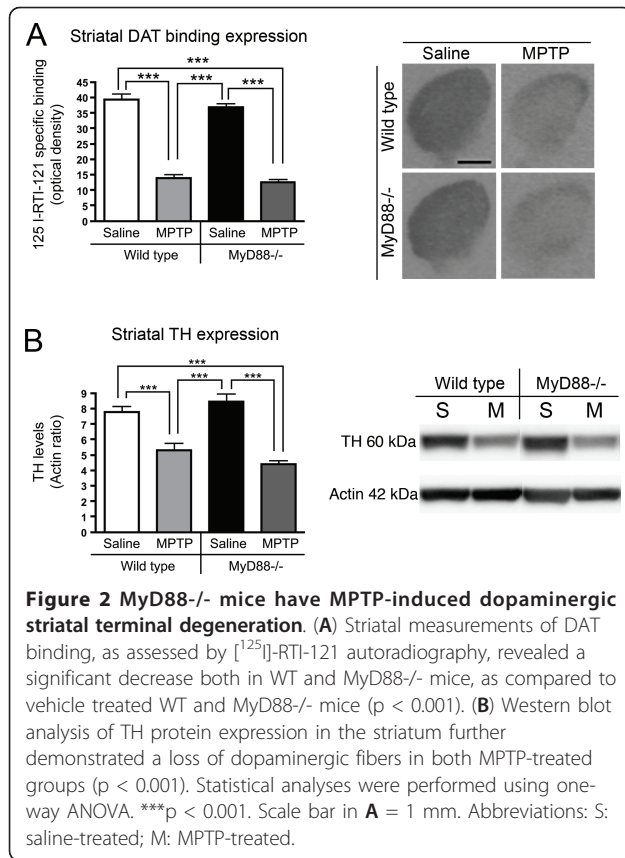 A
Striatal DAT binding expression
125 I-RTI-121 specific binding
(optical density)
45
40
35
30
25
20
15
10
5
0
***
*** *** ***
Saline MPTP Saline MPTP
Wild type MyD88-/-
Saline MPTP
Wild type
MyD88-/-
B
Striatal TH expression
TH levels
(Actin ratio)
9
8
7
6
5
4
3
2
1
0
***
*** *** ***
Saline MPTP Saline MPTP
Wild type MyD88-/-
Wild type MyD88-/-
S M S M
TH 60 kDa
Actin 42 kDa
Figure 2 MyD88-/- mice have MPTP-induced dopaminergic
striatal terminal degeneration. (A) Striatal measurements of DAT
binding, as assessed by [¹²⁵I]-RTI-121 autoradiography, revealed a
significant decrease both in WT and MyD88-/- mice, as compared to
vehicle treated WT and MyD88-/- mice (p < 0.001). (B) Western blot
analysis of TH protein expression in the striatum further
demonstrated a loss of dopaminergic fibers in both MPTP-treated
groups (p < 0.001). Statistical analyses were performed using one-
way ANOVA. ***p < 0.001. Scale bar in A = 1 mm. Abbreviations: S:
saline-treated; M: MPTP-treated.